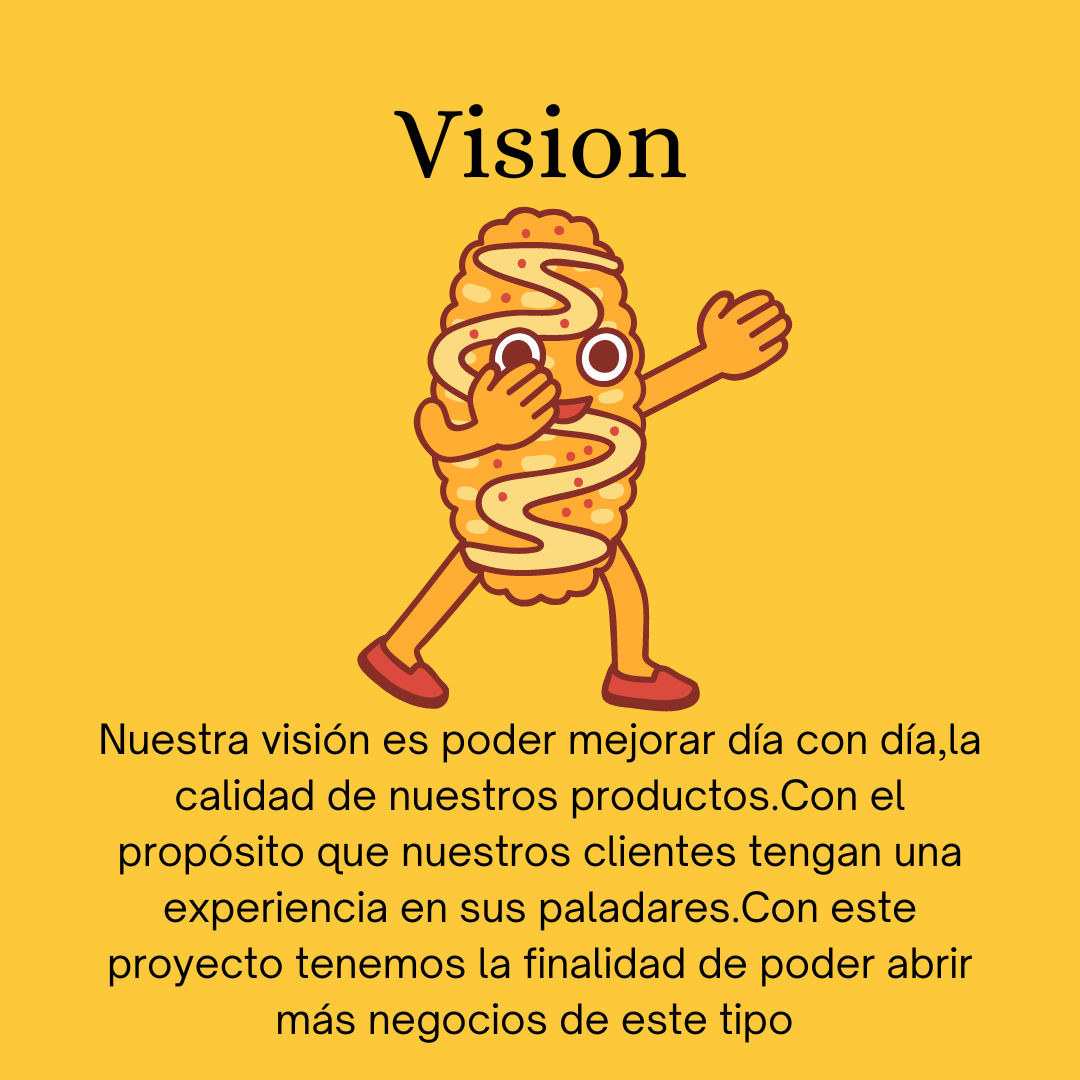 Vision
Nuestra visión es poder mejorar día con día,la
calidad de nuestros productos.Con el
propósito que nuestros clientes tengan una
experiencia en sus paladares.Con este
proyecto tenemos la finalidad de poder abrir
más negocios de este tipo